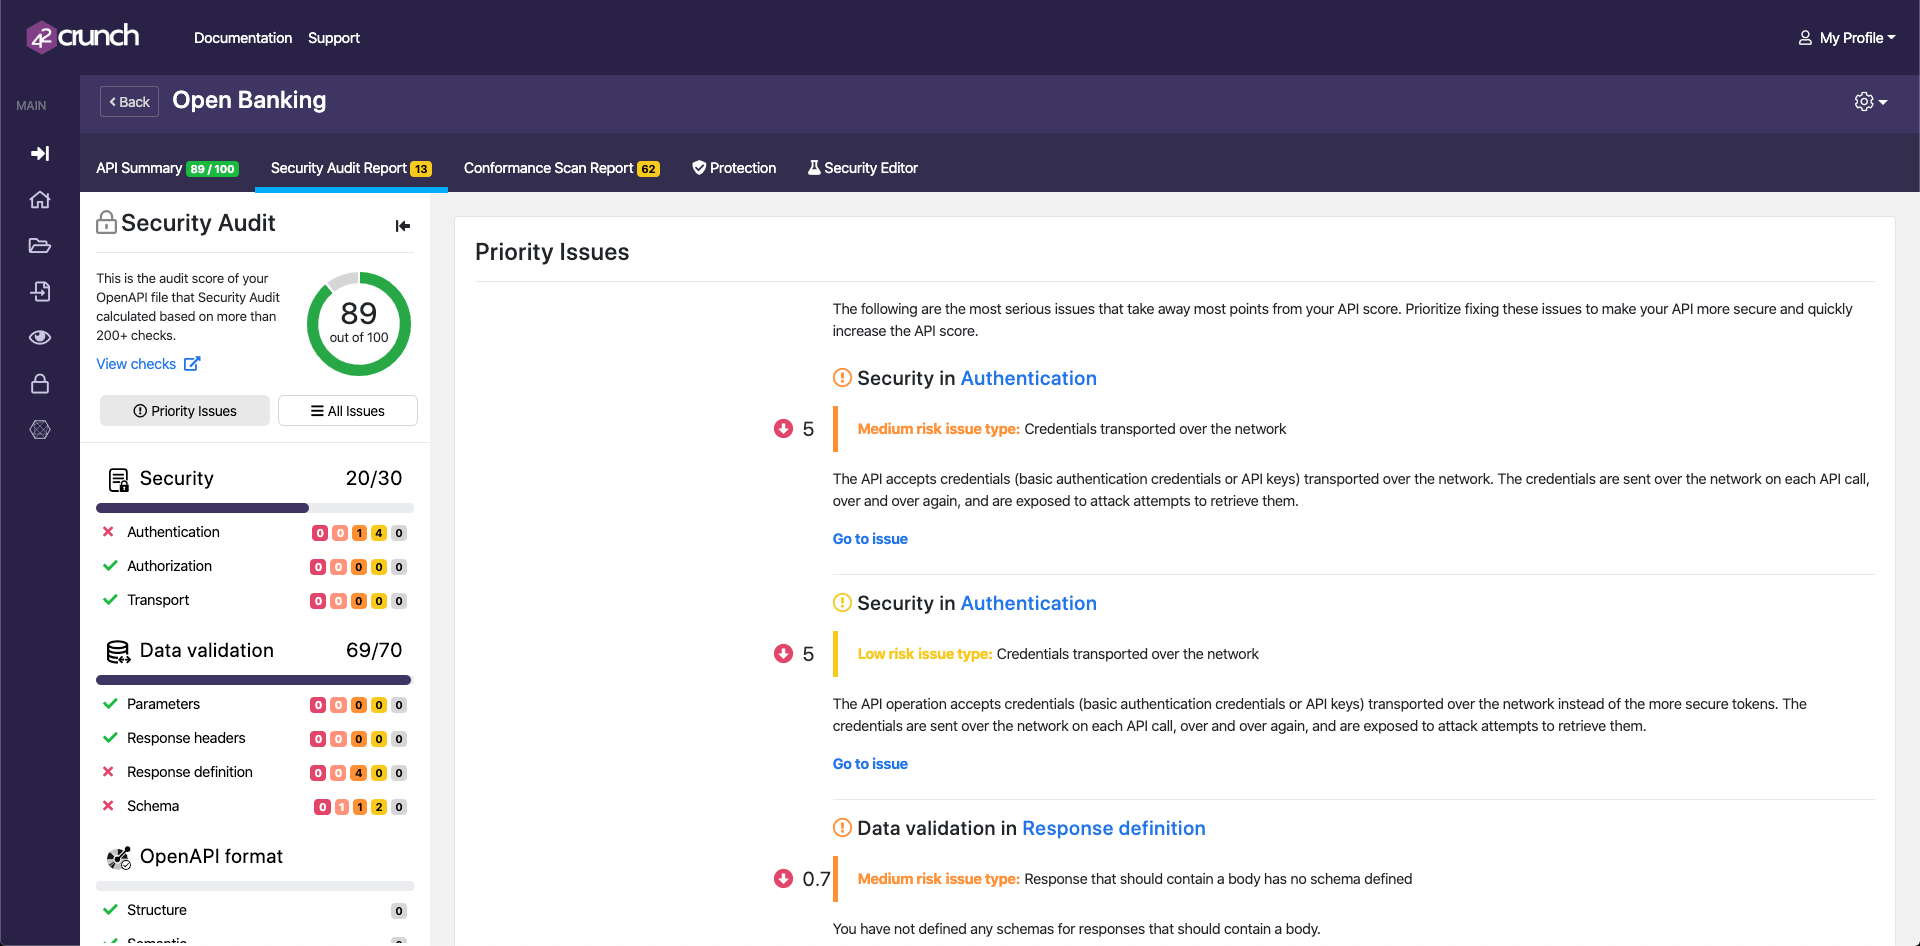 42crunch
Documentation
Support
My Profile
MAIN
Back
Open Banking
API Summary 89 / 100
Security Audit Report 13
Conformance Scan Report 62
Protection
Security Editor
Security Audit
This is the audit score of your
OpenAPI file that Security Audit
calculated based on more than
200+ checks.
View checks
89
out of 100
Priority Issues
All Issues
Security 20/30
Authentication 0 0 1 4 0
Authorization 0 0 0 0 0
Transport 0 0 0 0 0
Data validation 69/70
Parameters 0 0 0 0 0
Response headers 0 0 0 0 0
Response definition 0 0 4 0 0
Schema 0 1 1 2 0
OpenAPI format
Structure 0
Semantic
Priority Issues
The following are the most serious issues that take away most points from your API score. Prioritize fixing these issues to make your API more secure and quickly
increase the API score.
Security in Authentication
5 Medium risk issue type: Credentials transported over the network
The API accepts credentials (basic authentication credentials or API keys) transported over the network. The credentials are sent over the network on each API call,
over and over again, and are exposed to attack attempts to retrieve them.
Go to issue
Security in Authentication
5 Low risk issue type: Credentials transported over the network
The API operation accepts credentials (basic authentication credentials or API keys) transported over the network instead of the more secure tokens. The
credentials are sent over the network on each API call, over and over again, and are exposed to attack attempts to retrieve them.
Go to issue
Data validation in Response definition
0.7 Medium risk issue type: Response that should contain a body has no schema defined
You have not defined any schemas for responses that should contain a body.